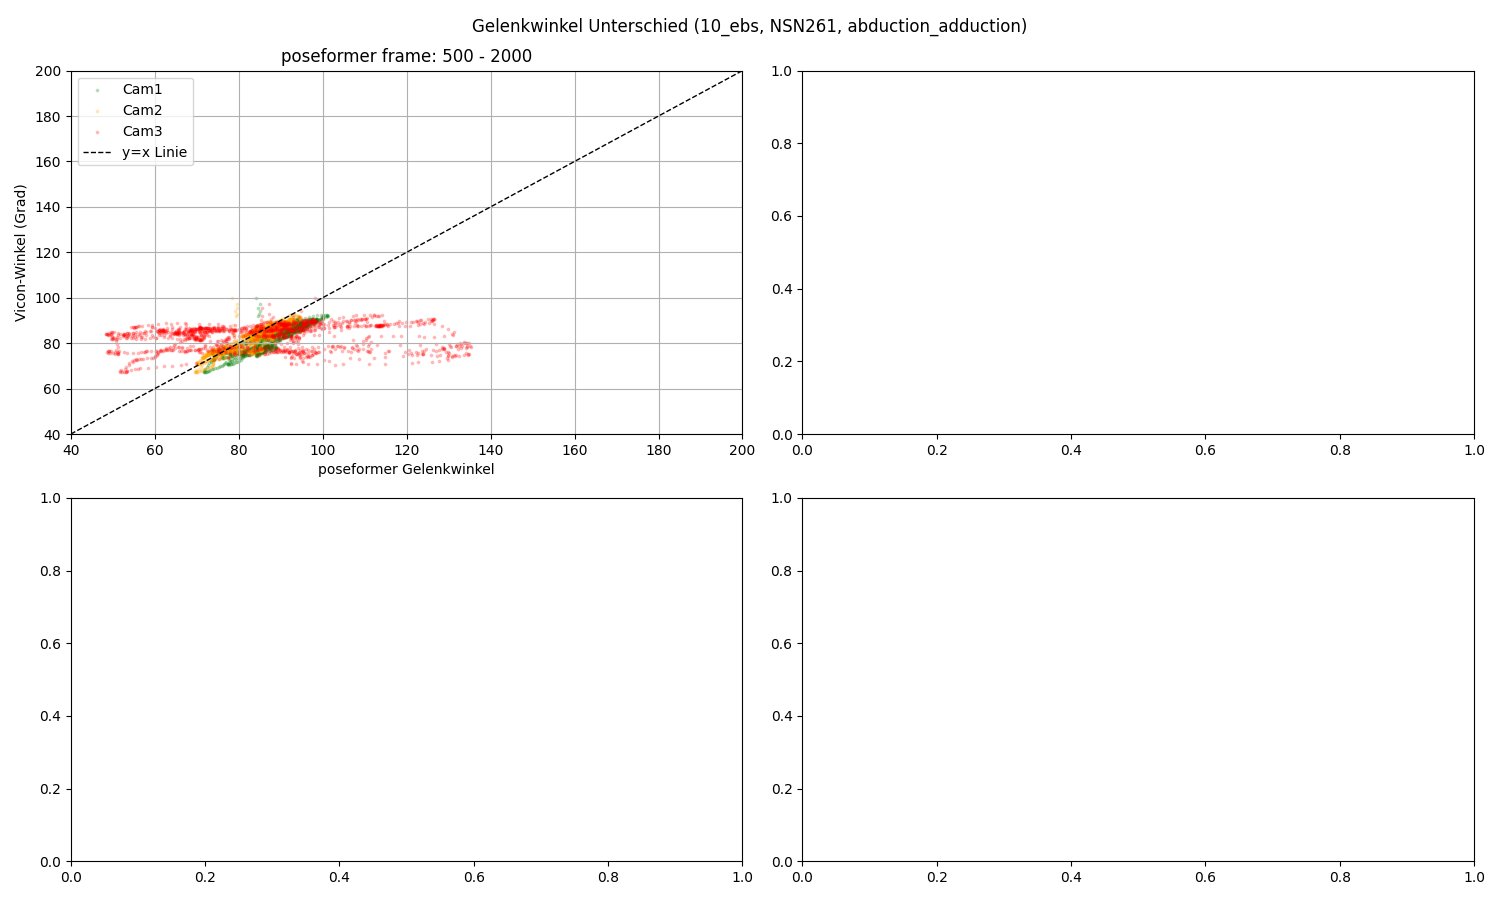 Gelenkwinkel Unterschied (10_ebs, NSN261, abduction_adduction)
poseformer frame: 500 - 2000
Cam1
Cam2
Cam3
y=x Linie
Vicon-Winkel (Grad)
200
180
160
140
120
100
80
60
40
40 60 80 100 120 140 160 180 200
poseformer Gelenkwinkel
1.0
0.8
0.6
0.4
0.2
0.0
0.0 0.2 0.4 0.6 0.8 1.0
1.0
0.8
0.6
0.4
0.2
0.0
0.0 0.2 0.4 0.6 0.8 1.0
1.0
0.8
0.6
0.4
0.2
0.0
0.0 0.2 0.4 0.6 0.8 1.0